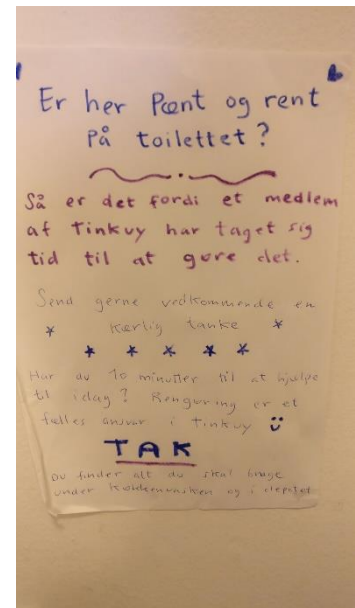 Er her Pænt og rent
På toilettet?
Så er det fordi et medlem
af Tinkuy har taget sig
tid til at gøre det.
Send gerne vedkommende en
* kærlig tanke *
* * * * *
Har du 10 minutter til at hjælpe
til idag? Rengøring er et
fælles ansvar i Tinkuy
TAK
Du finder alt du skal bruge
under køkkenvasken og i depotet